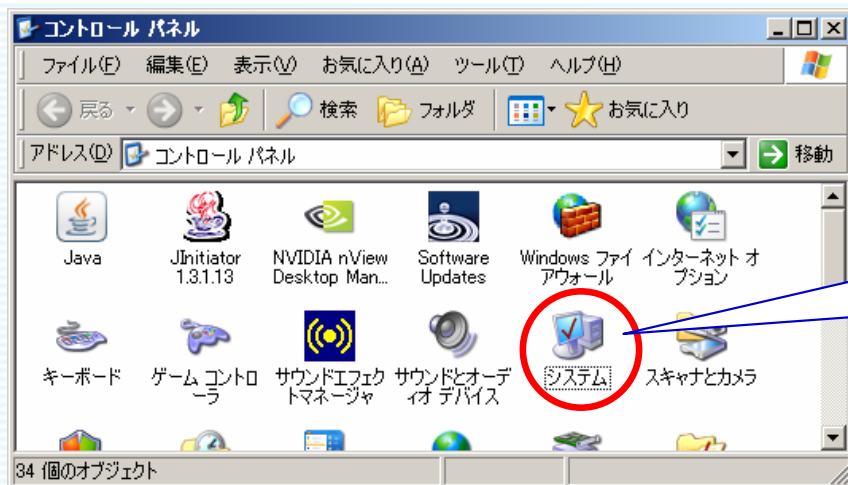 コントロール パネル
ファイル(F) 編集(E) 表示(V) お気に入り(A) ツール(T) ヘルプ(H)
戻る 検索 フォルダ お気に入り
アドレス(D) コントロール パネル 移動
Java JInitiator 1.3.1.13 NVIDIA nView Desktop Man... Software Updates Windows ファイアウォール インターネット オプション
キーボード ゲーム コントローラ サウンドエフェクトマネージャ サウンドとオーディオ デバイス システム スキャナとカメラ
34 個のオブジェクト